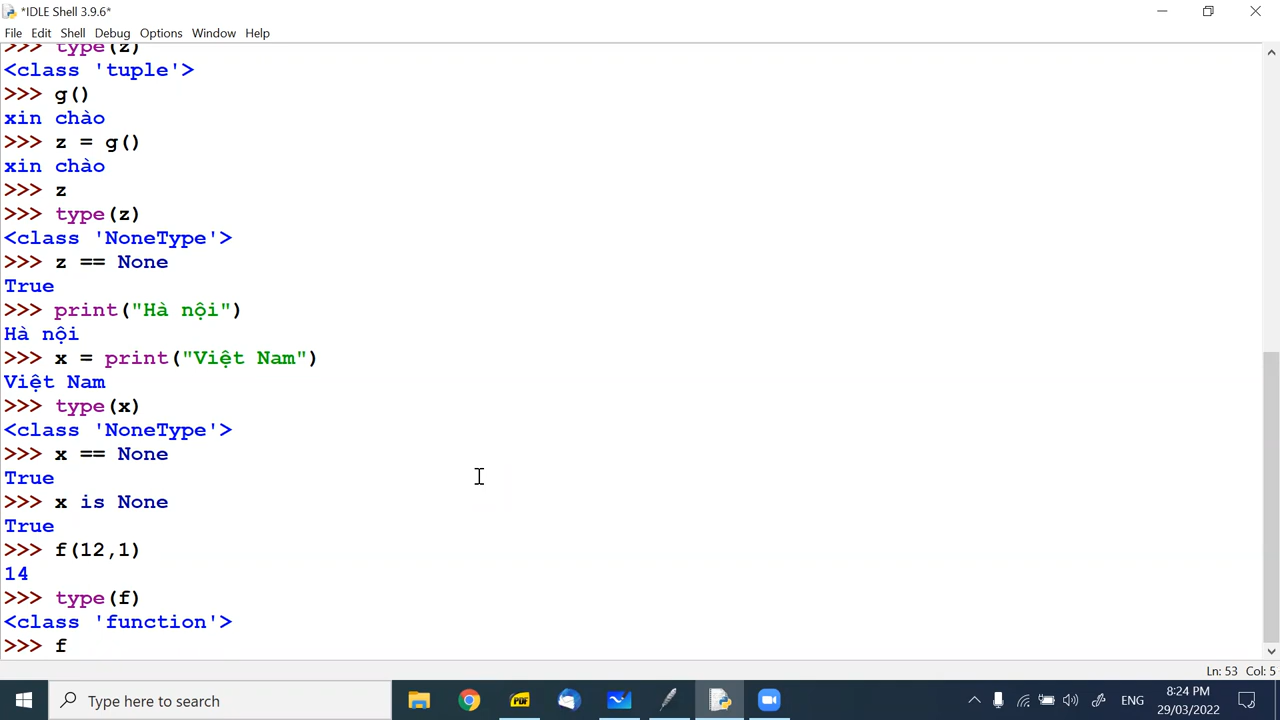 *IDLE Shell 3.9.6*
File Edit Shell Debug Options Window Help
>>> type(z)
<class 'tuple'>
>>> g()
xin chào
>>> z = g()
xin chào
>>> z
>>> type(z)
<class 'NoneType'>
>>> z == None
True
>>> print("Hà nội")
Hà nội
>>> x = print("Việt Nam")
Việt Nam
>>> type(x)
<class 'NoneType'>
>>> x == None
True
>>> x is None
True
>>> f(12,1)
14
>>> type(f)
<class 'function'>
>>> f
Ln: 53 Col: 5
Type here to search
PDF
ENG
8:24 PM
29/03/2022